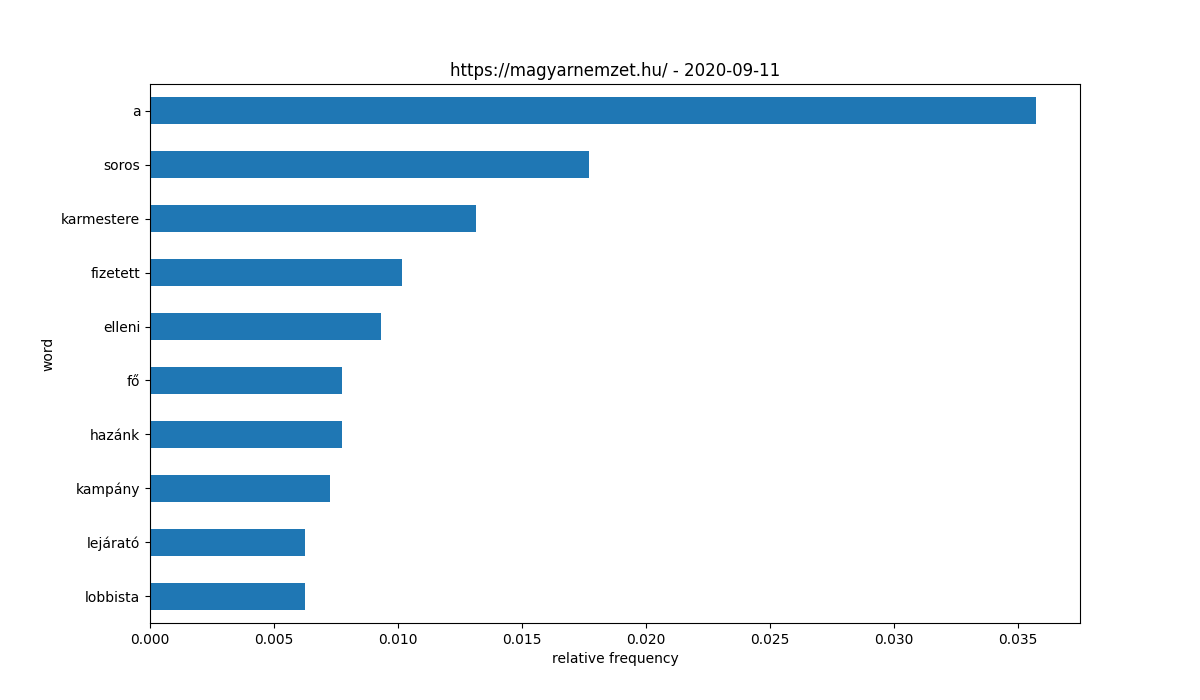 https://magyarnemzet.hu/ - 2020-09-11
a
soros
karmestere
fizetett
elleni
fő
hazánk
kampány
lejárató
lobbista
word
0.000 0.005 0.010 0.015 0.020 0.025 0.030 0.035
relative frequency